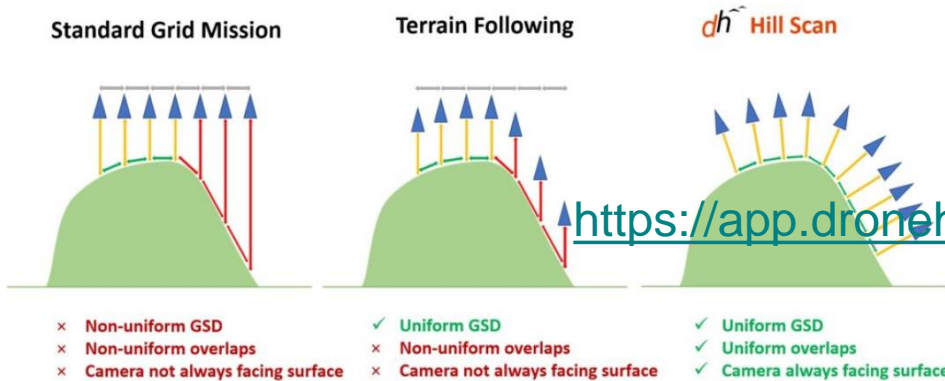 Standard Grid Mission
Terrain Following
dh Hill Scan
https://app.droneh
× Non-uniform GSD
× Non-uniform overlaps
× Camera not always facing surface
✓ Uniform GSD
× Non-uniform overlaps
× Camera not always facing surface
✓ Uniform GSD
✓ Uniform overlaps
✓ Camera always facing surface